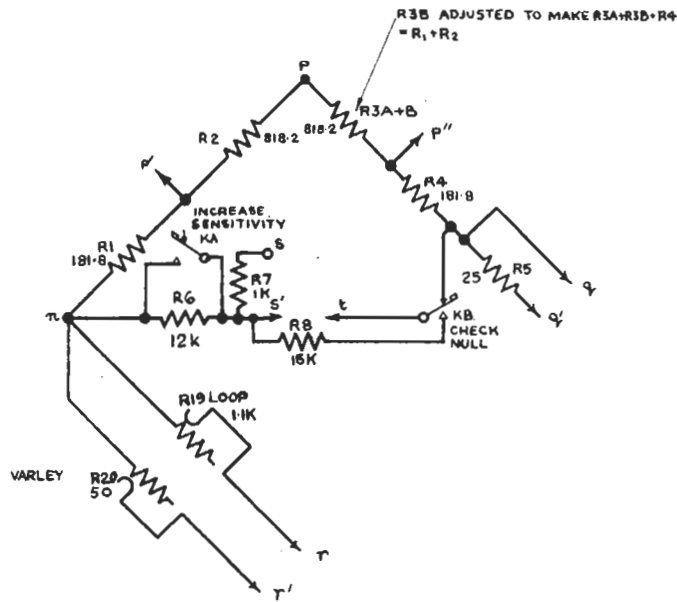 R3B ADJUSTED TO MAKE R3A+R3B+R4
= R1+R2
P
R3A+B
818.2
R2
818.2
P''
P'
R4
181.8
INCREASE
SENSITIVITY
KA
S
R1
181.8
R7
1K
25
R5
q
q'
n
R6
12K
S'
t
R8
15K
KB
CHECK
NULL
R19 LOOP
1.1K
VARLEY
R20
50
r
r'